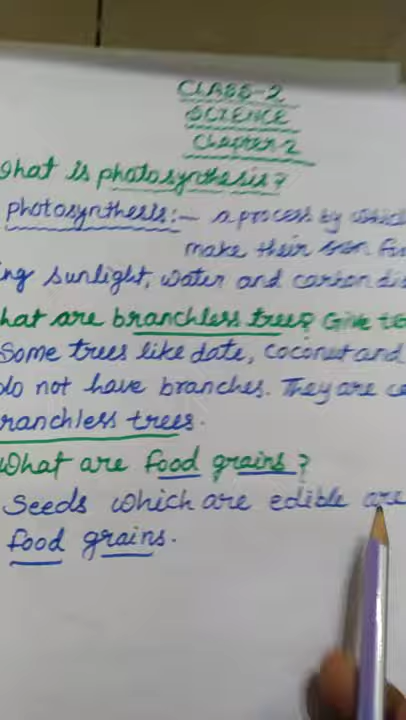 CLASS-2
SCIENCE
Chapter-2
What is photosynthesis?
photosynthesis:- a process by which
make their own
ing sunlight, water and carbon di
hat are branchless trees? Give
Some trees like date, coconut and
do not have branches. They are ca
ranchless trees.
What are food grains?
Seeds which are edible are
food grains.